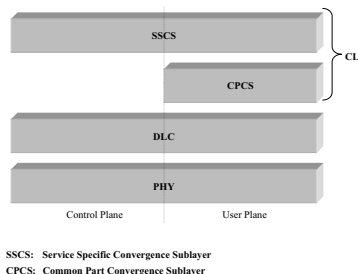 SSCS
CL
CPCS
DLC
PHY
Control Plane User Plane
SSCS: Service Specific Convergence Sublayer
CPCS: Common Part Convergence Sublayer